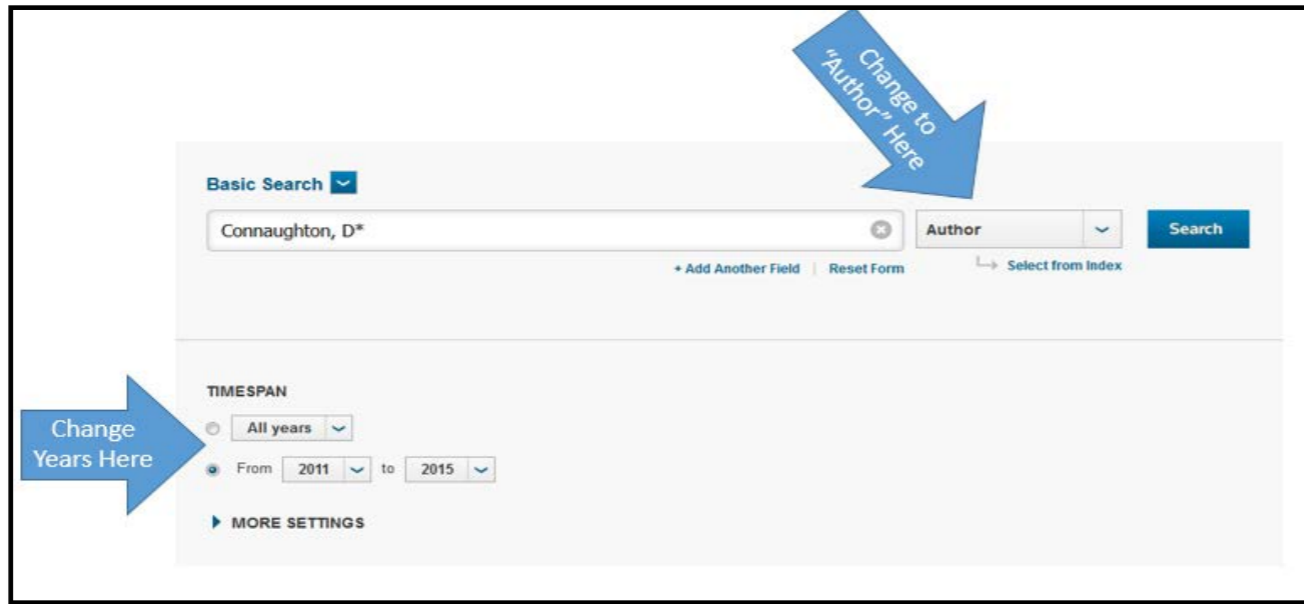 Change to
"Author" Here
Basic Search
Connaughton, D*
Author
Search
+ Add Another Field | Reset Form
Select from Index
TIMESPAN
Change
Years Here
All years
From 2011 to 2015
MORE SETTINGS